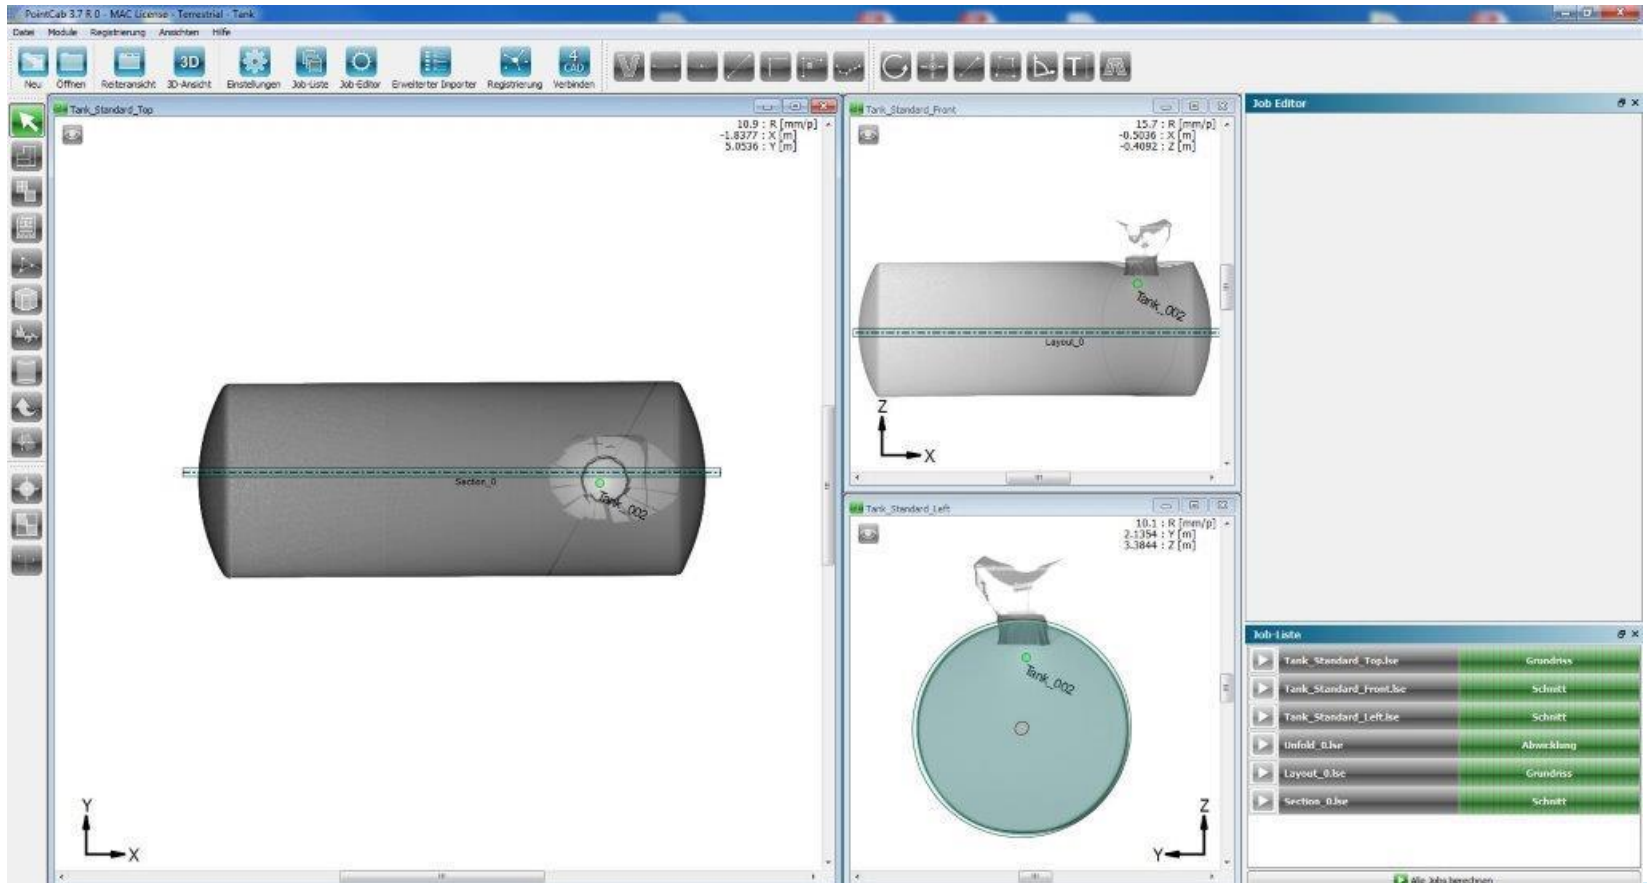 PointCab 3.7 R 0 - MAC License - Terrestrial - Tank
Datei Module Registrierung Ansichten Hilfe
Neu Öffnen Reiteransicht 3D-Ansicht Einstellungen Job-Liste Job-Editor Erweiterter Importer Registrierung Verbinden
3D
4
CAD
Tank_Standard_Top
10.9 : R [mm/p]
-1.8377 : X [m]
5.0536 : Y [m]
Section_0
Tank_002
Y
X
Tank_Standard_Front
15.7 : R [mm/p]
-0.5036 : X [m]
-0.4092 : Z [m]
Tank_002
Layout_0
Z
X
Tank_Standard_Left
10.1 : R [mm/p]
2.1354 : Y [m]
3.3844 : Z [m]
Tank_002
Z
Y
Job Editor
Job-Liste
Tank_Standard_Top.lse Grundriss
Tank_Standard_Front.lse Schnitt
Tank_Standard_Left.lse Schnitt
Unfold_0.lse Abwicklung
Layout_0.lse Grundriss
Section_0.lse Schnitt
Alle Jobs berechnen